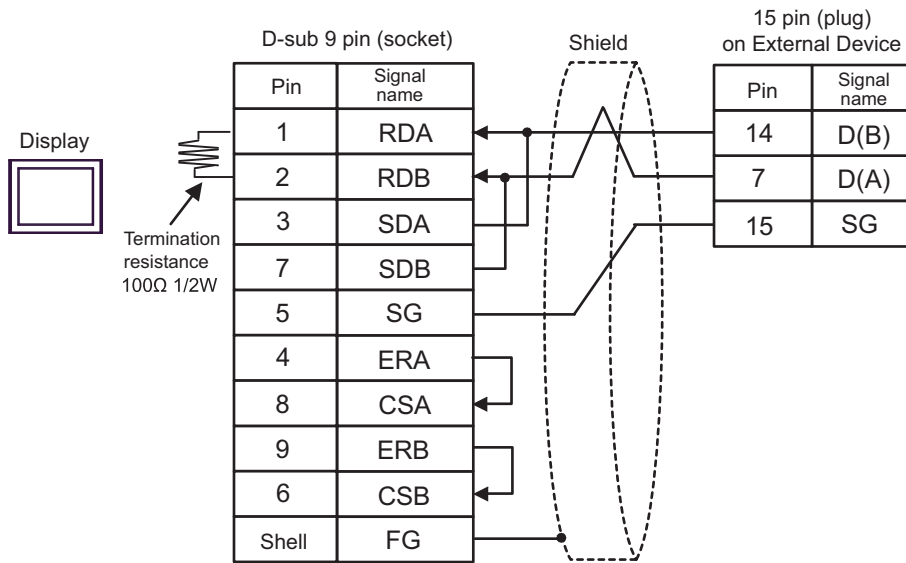 D-sub 9 pin (socket)
Shield
15 pin (plug)
on External Device
Display
Termination
resistance
100Ω 1/2W
Pin Signal name
1 RDA
2 RDB
3 SDA
7 SDB
5 SG
4 ERA
8 CSA
9 ERB
6 CSB
Shell FG
Pin Signal name
14 D(B)
7 D(A)
15 SG